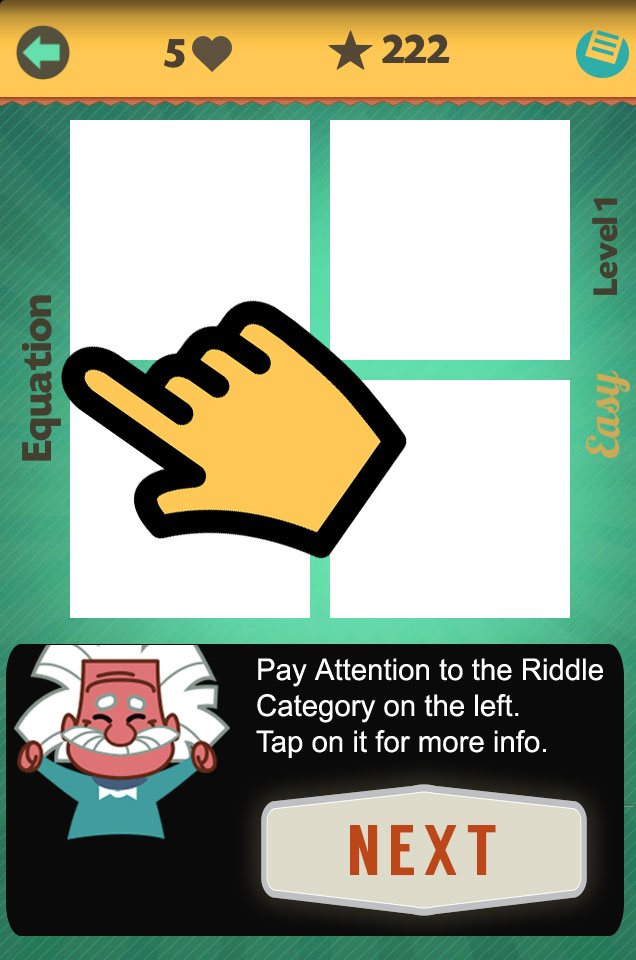 5 222
Equation
Level 1
Easy
Pay Attention to the Riddle
Category on the left.
Tap on it for more info.
NEXT